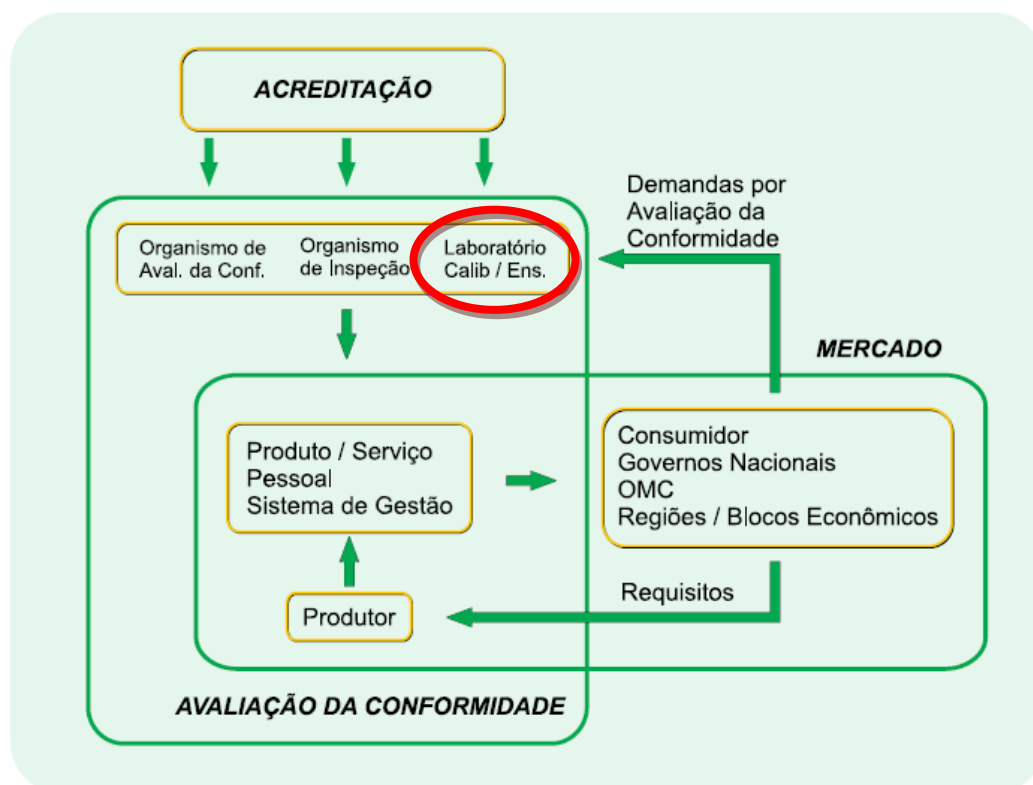 ACREDITAÇÃO
Organismo de
Aval. da Conf.
Organismo
de Inspeção
Laboratório
Calib / Ens.
Demandas por
Avaliação da
Conformidade
MERCADO
Produto / Serviço
Pessoal
Sistema de Gestão
Consumidor
Governos Nacionais
OMC
Regiões / Blocos Econômicos
Requisitos
Produtor
AVALIAÇÃO DA CONFORMIDADE